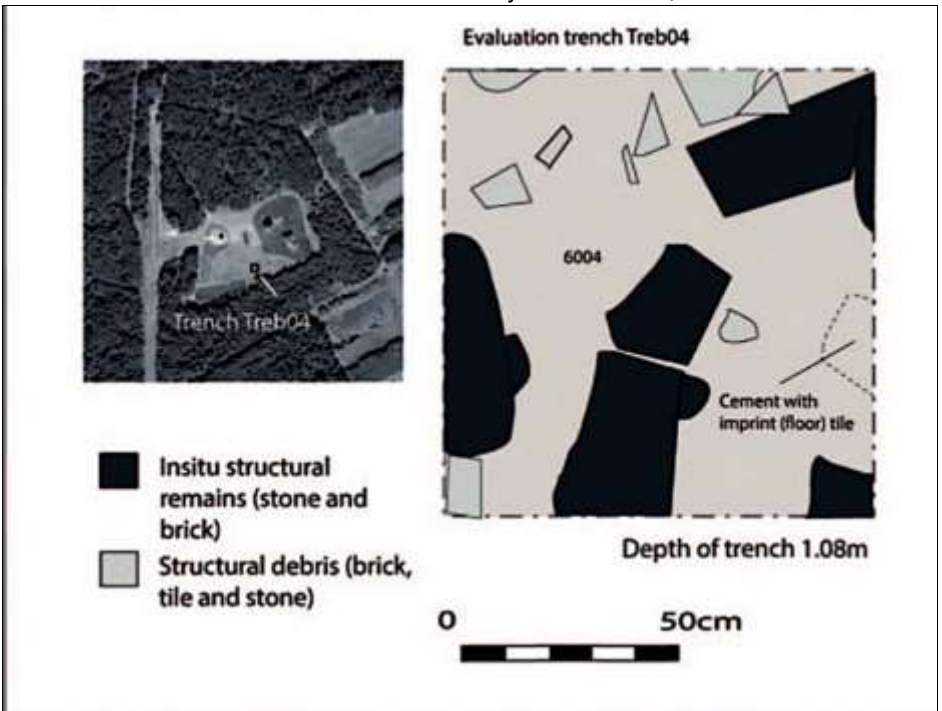 Evaluation trench Treb04
Trench Treb04
6004
Cement with
imprint (floor) tile
Insitu structural
remains (stone and
brick)
Structural debris (brick,
tile and stone)
Depth of trench 1.08m
0 50cm